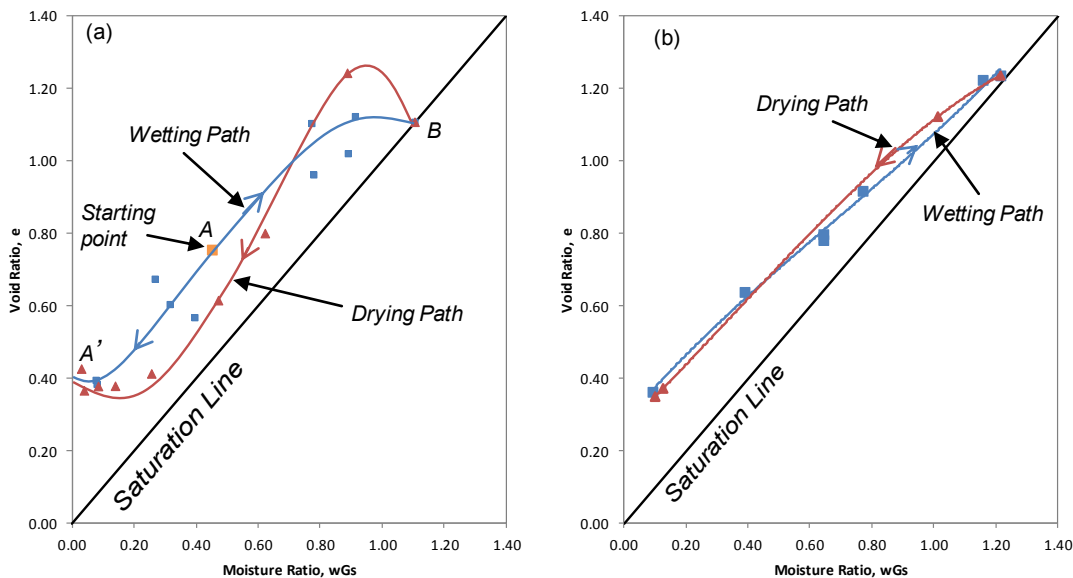 (a)
1.40
1.20
1.00
0.80
0.60
0.40
0.20
0.00
Void Ratio, e
Wetting Path
B
Starting
point
A
Drying Path
A’
Saturation Line
0.00 0.20 0.40 0.60 0.80 1.00 1.20 1.40
Moisture Ratio, wGs
(b)
1.40
1.20
1.00
0.80
0.60
0.40
0.20
0.00
Void Ratio, e
Drying Path
Wetting Path
Saturation Line
0.00 0.20 0.40 0.60 0.80 1.00 1.20 1.40
Moisture Ratio, wGs